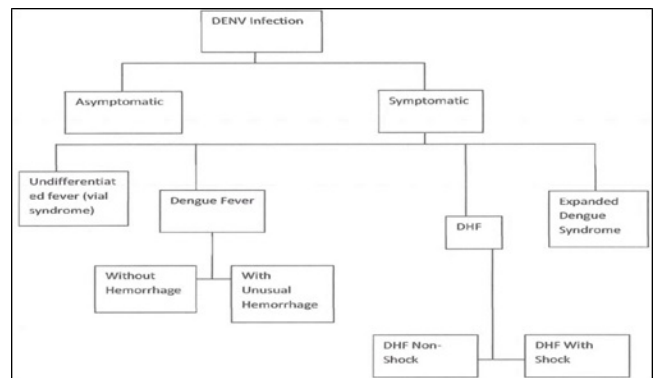 DENV Infection
Asymptomatic
Symptomatic
Undifferentiat
ed fever (vial
syndrome)
Dengue Fever
DHF
Expanded
Dengue
Syndrome
Without
Hemorrhage
With
Unusual
Hemorrhage
DHF Non-
Shock
DHF With
Shock